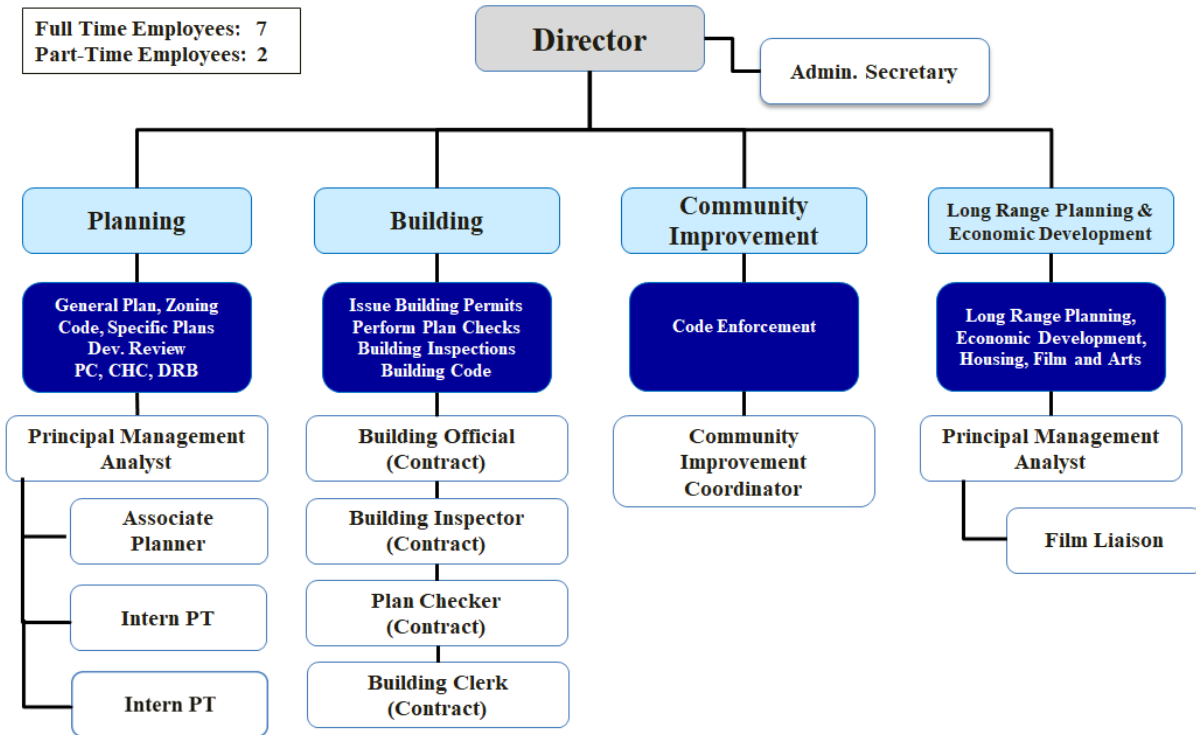 Full Time Employees: 7
Part-Time Employees: 2
Director
Admin. Secretary
Planning
Building
Community
Improvement
Long Range Planning &
Economic Development
General Plan, Zoning
Code, Specific Plans
Dev. Review
PC, CHC, DRB
Issue Building Permits
Perform Plan Checks
Building Inspections
Building Code
Code Enforcement
Long Range Planning,
Economic Development,
Housing, Film and Arts
Principal Management
Analyst
Building Official
(Contract)
Community
Improvement
Coordinator
Principal Management
Analyst
Associate
Planner
Building Inspector
(Contract)
Film Liaison
Intern PT
Plan Checker
(Contract)
Intern PT
Building Clerk
(Contract)